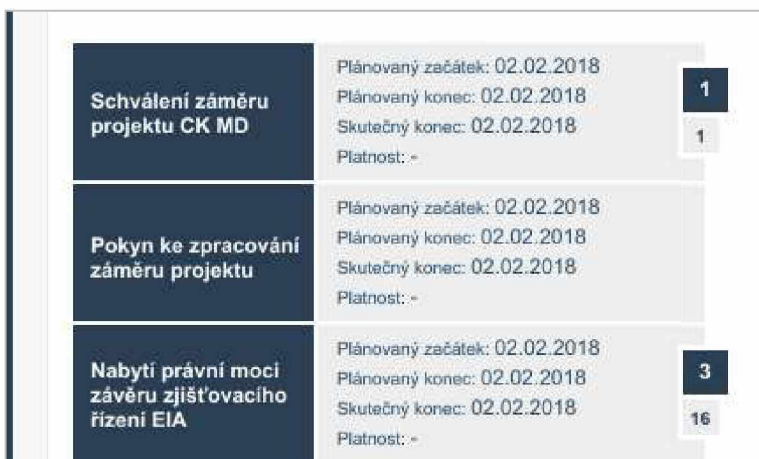 Schválení záměru
projektu CK MD
Plánovaný začátek: 02.02.2018
Plánovaný konec: 02.02.2018
Skutečný konec: 02.02.2018
Platnost: -
1
1
Pokyn ke zpracování
záměru projektu
Plánovaný začátek: 02.02.2018
Plánovaný konec: 02.02.2018
Skutečný konec: 02.02.2018
Platnost: -
Nabytí právní moci
závěru zjišťovacího
řízení EIA
Plánovaný začátek: 02.02.2018
Plánovaný konec: 02.02.2018
Skutečný konec: 02.02.2018
Platnost: -
3
16